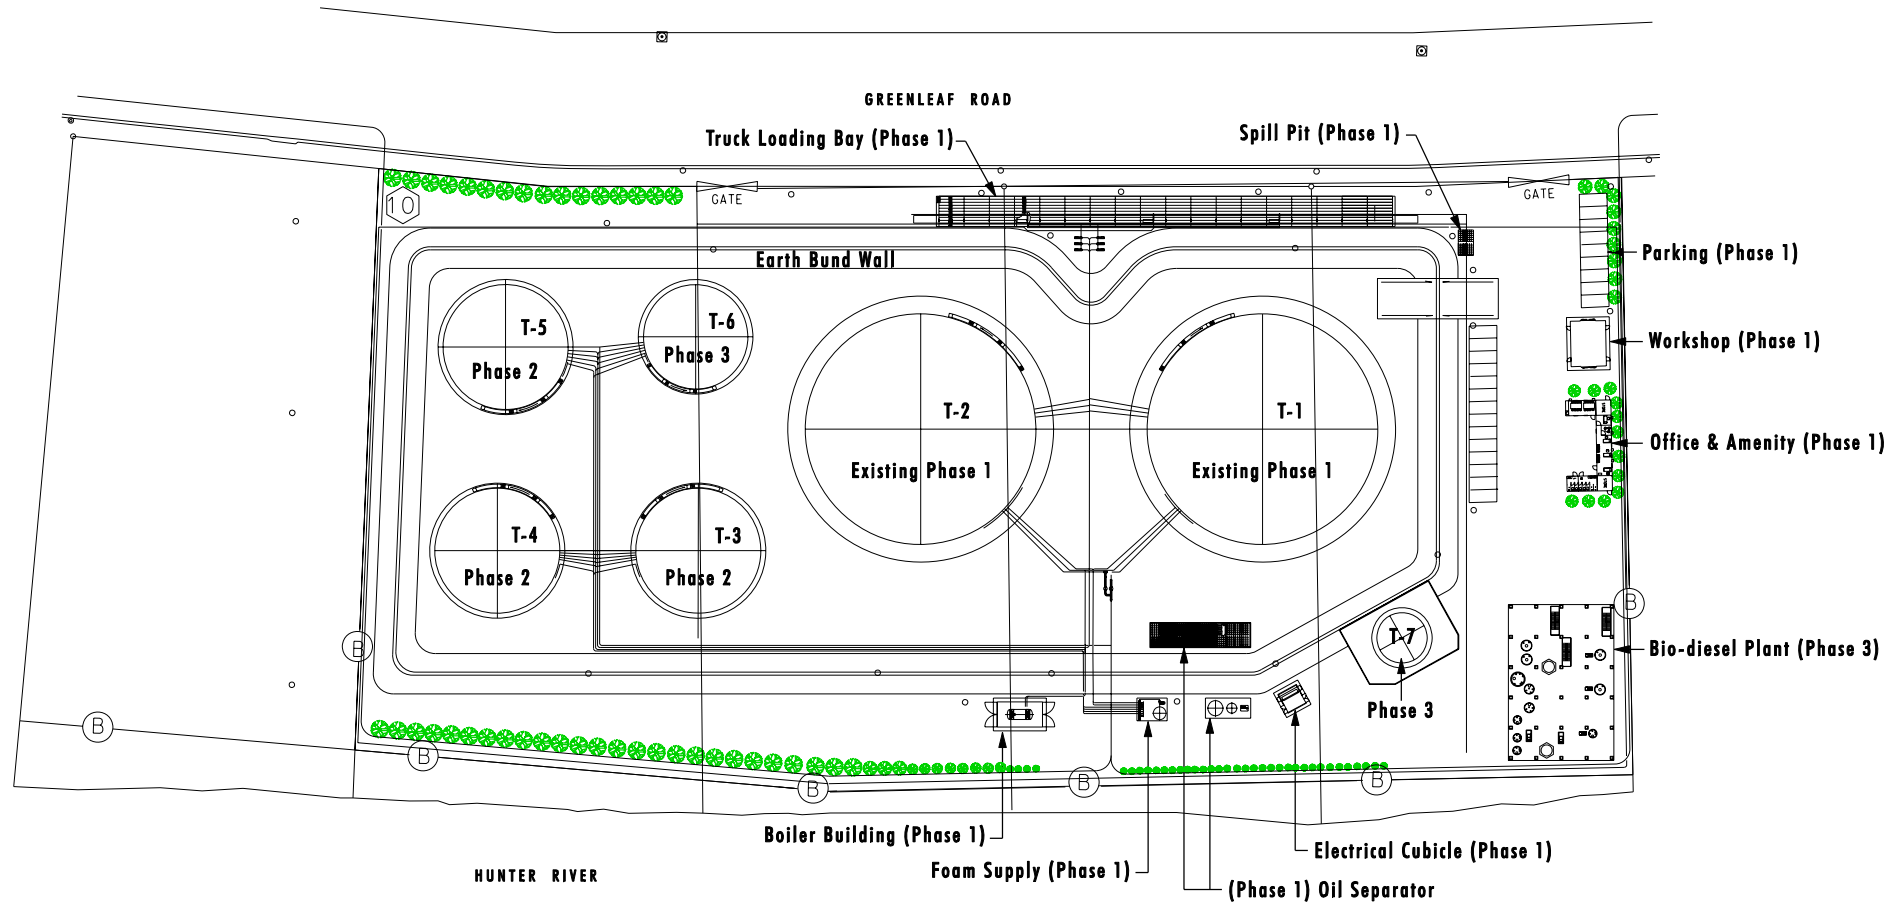 GREENLEAF ROAD
Truck Loading Bay (Phase 1)
Spill Pit (Phase 1)
GATE
GATE
10
Earth Bund Wall
Parking (Phase 1)
T-5
Phase 2
T-6
Phase 3
Workshop (Phase 1)
T-2
Existing Phase 1
T-1
Existing Phase 1
Office & Amenity (Phase 1)
T-4
Phase 2
T-3
Phase 2
B
B
T-7
Phase 3
Bio-diesel Plant (Phase 3)
B
B
B
B
B
Boiler Building (Phase 1)
Foam Supply (Phase 1)
Electrical Cubicle (Phase 1)
(Phase 1) Oil Separator
HUNTER RIVER